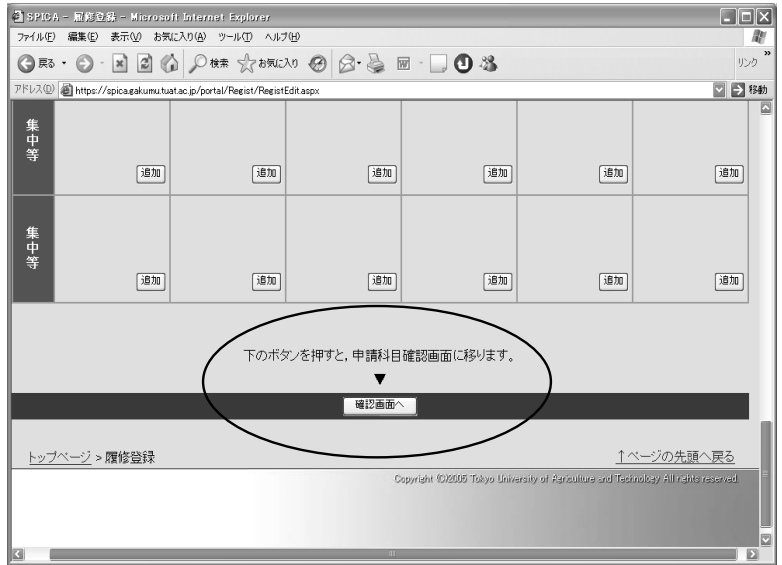 SPICA - 履修登録 - Microsoft Internet Explorer
ファイル(F) 編集(E) 表示(V) お気に入り(A) ツール(T) ヘルプ(H)
戻る 検索 お気に入り リンク »
アドレス(D) https://spica.gakumu.tuat.ac.jp/portal/Regist/RegistEdit.aspx 移動
集中等
追加 追加 追加 追加 追加 追加
集中等
追加 追加 追加 追加 追加 追加
下のボタンを押すと，申請科目確認画面に移ります。
▼
確認画面へ
トップページ > 履修登録 ↑ページの先頭へ戻る
Copyright (C)2005 Tokyo University of Agriculture and Technology All rights reserved.